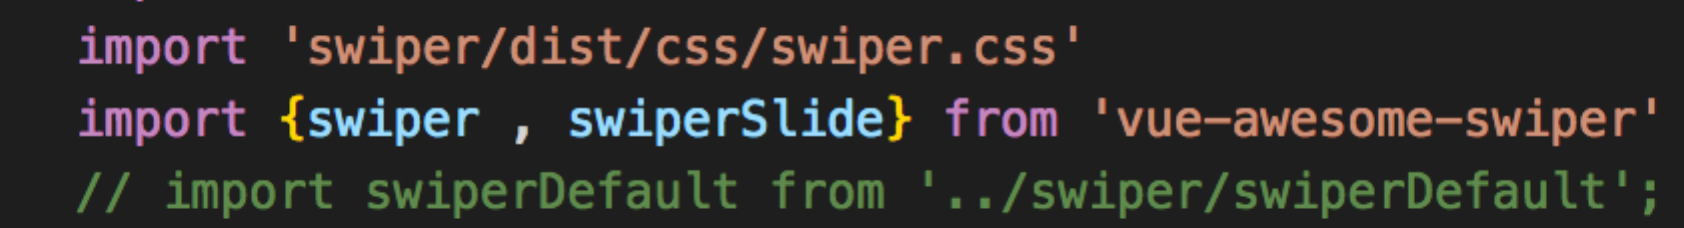 import 'swiper/dist/css/swiper.css'
import {swiper , swiperSlide} from 'vue-awesome-swiper'
// import swiperDefault from '../swiper/swiperDefault';